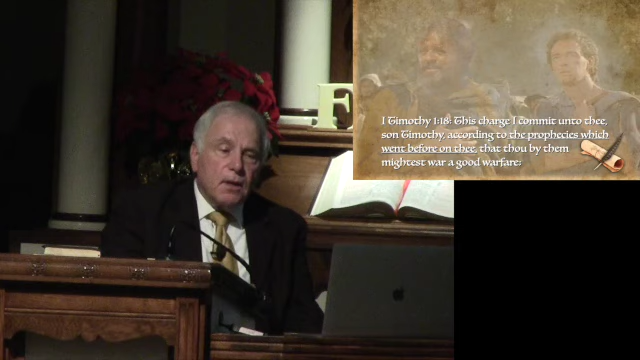 F
I Timothy 1:18: This charge I commit unto thee,
son Timothy, according to the prophecies which
went before on thee, that thou by them
mightest war a good warfare: